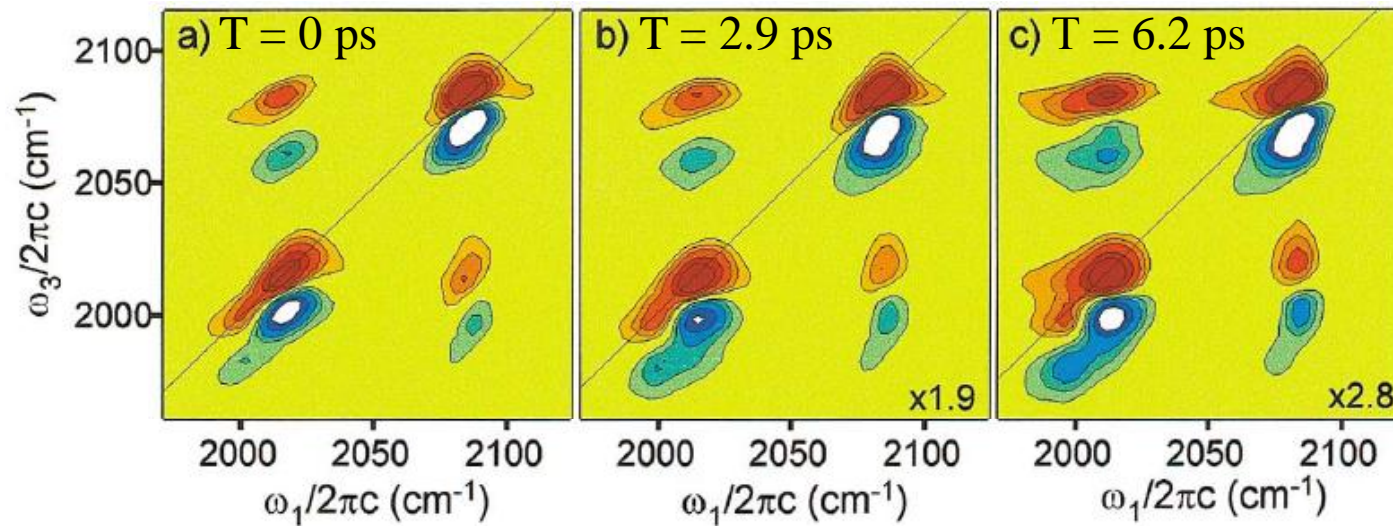 a) T = 0 ps
b) T = 2.9 ps
c) T = 6.2 ps
2100
2050
2000
ω3/2πc (cm-1)
x1.9
x2.8
2000 2050 2100
2000 2050 2100
2000 2050 2100
ω1/2πc (cm-1)
ω1/2πc (cm-1)
ω1/2πc (cm-1)